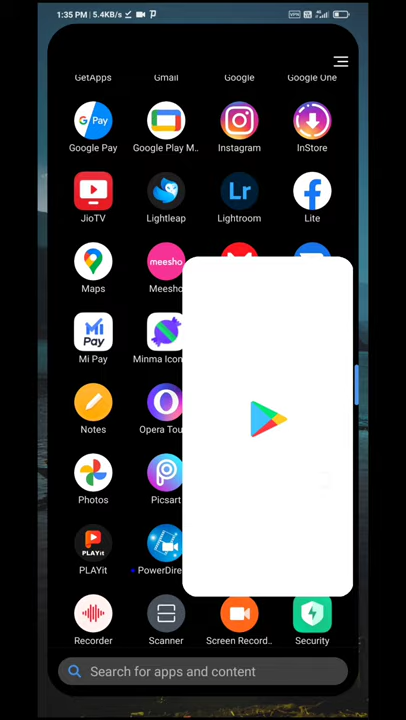 1:35 PM | 5.4KB/s
GetApps Gmail Google Google One
G Pay
Google Pay Google Play M.. Instagram InStore
Lr
JioTV Lightleap Lightroom Lite
meesho
Maps Meesho
Mi Pay
Mi Pay Minma Icon
Notes Opera Tou
Photos Picsart
PLAYit
PLAYit PowerDire
Recorder Scanner Screen Record.. Security
Search for apps and content